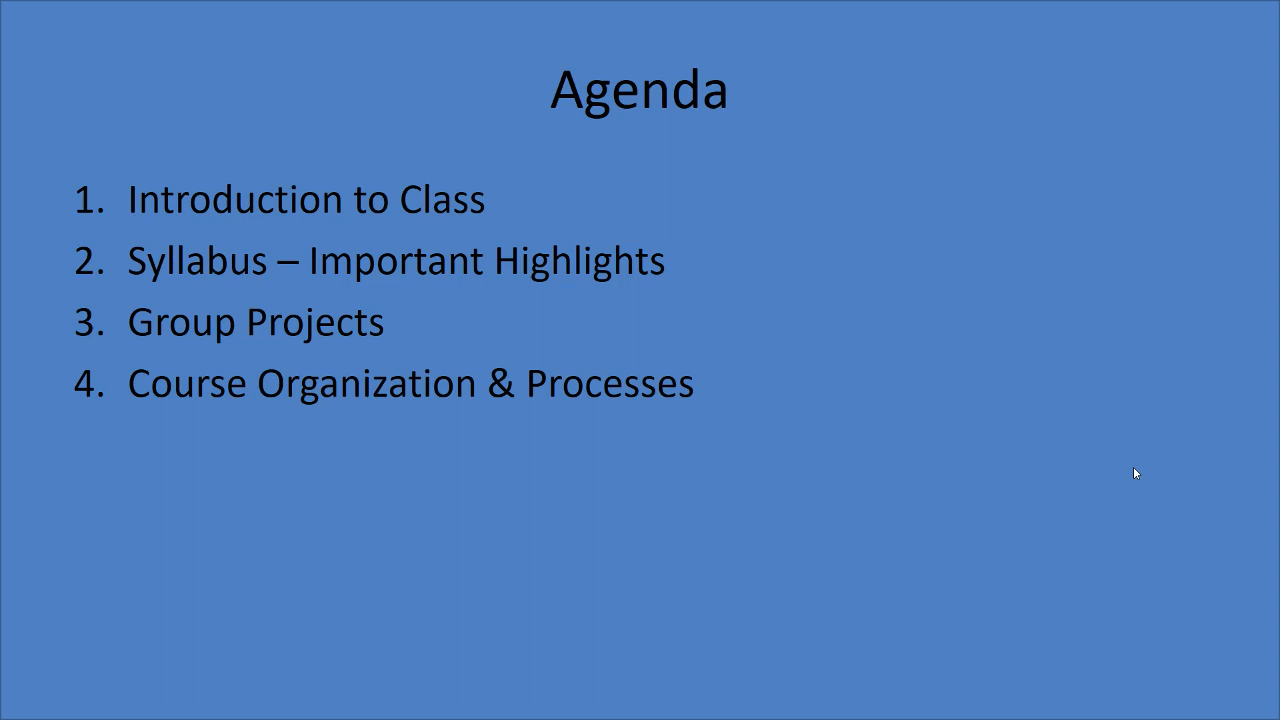 Agenda
1. Introduction to Class
2. Syllabus – Important Highlights
3. Group Projects
4. Course Organization & Processes